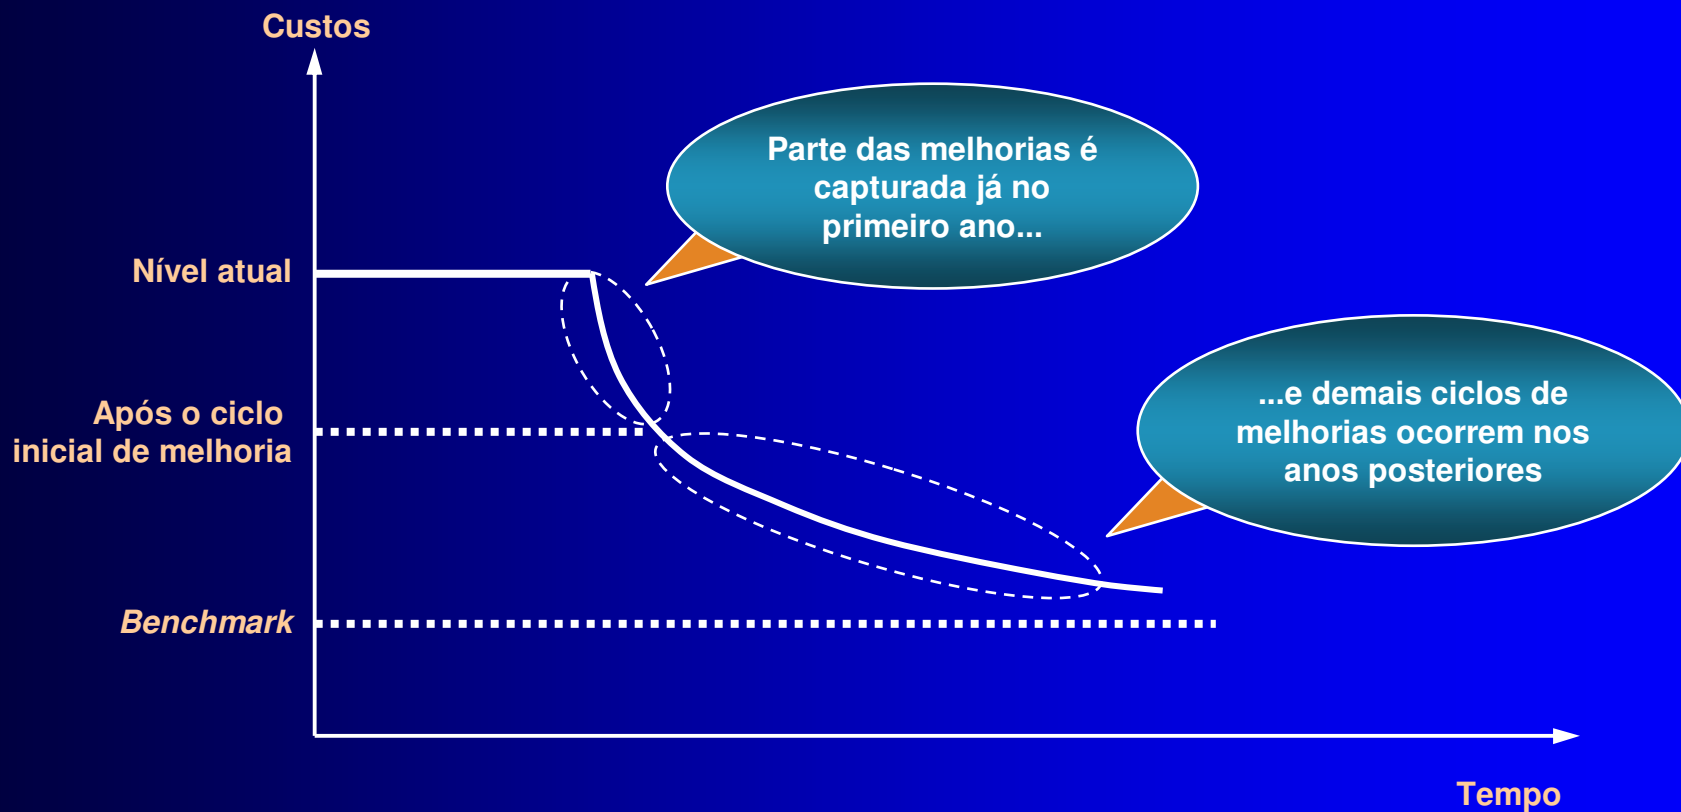 Custos
Parte das melhorias é
capturada já no
primeiro ano...
Nível atual
...e demais ciclos de
melhorias ocorrem nos
anos posteriores
Após o ciclo
inicial de melhoria
Benchmark
Tempo